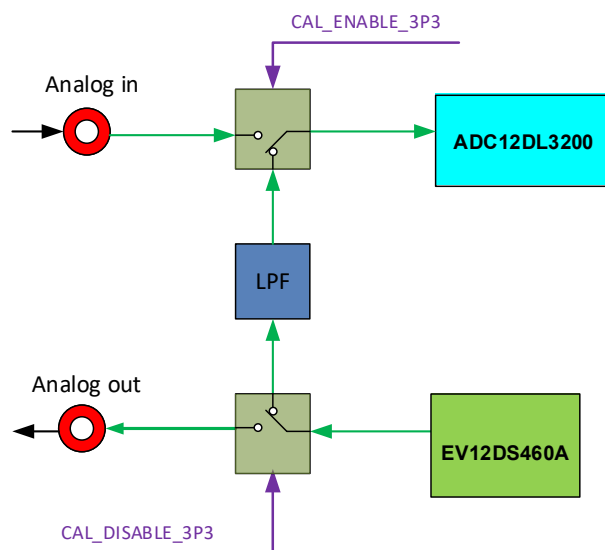 CAL_ENABLE_3P3
Analog in
ADC12DL3200
LPF
Analog out
EV12DS460A
CAL_DISABLE_3P3